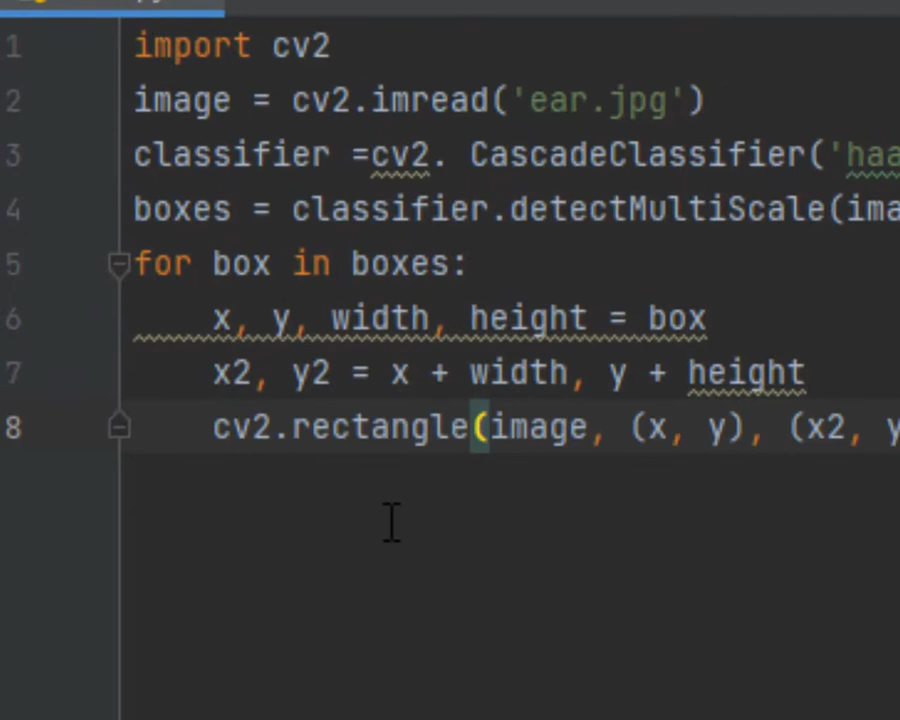 1 import cv2
2 image = cv2.imread('ear.jpg')
3 classifier =cv2. CascadeClassifier('haa
4 boxes = classifier.detectMultiScale(ima
5 for box in boxes:
6 x, y, width, height = box
7 x2, y2 = x + width, y + height
8 cv2.rectangle(image, (x, y), (x2, y